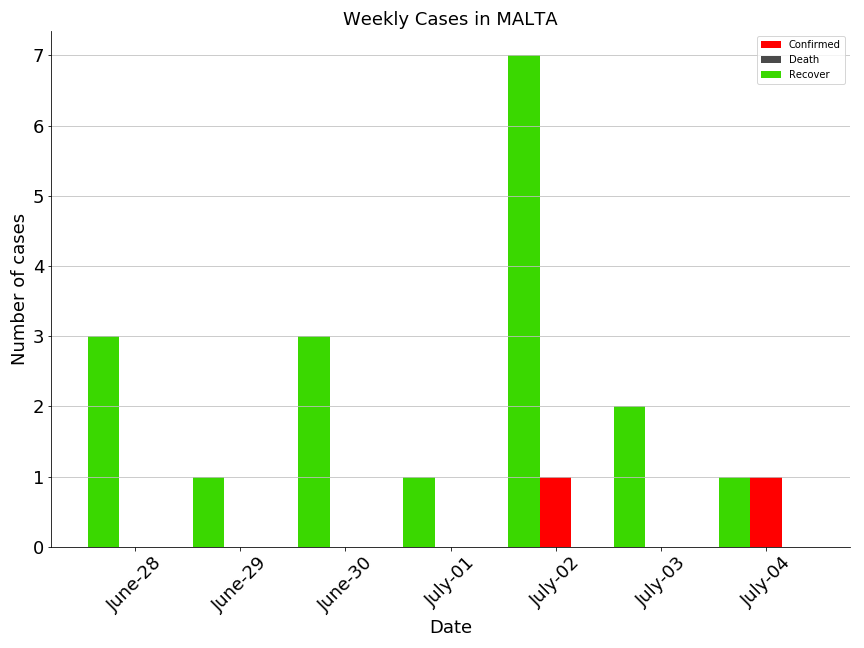 Weekly Cases in MALTA
Confirmed
Death
Recover
Number of cases
7
6
5
4
3
2
1
0
June-28
June-29
June-30
July-01
July-02
July-03
July-04
Date